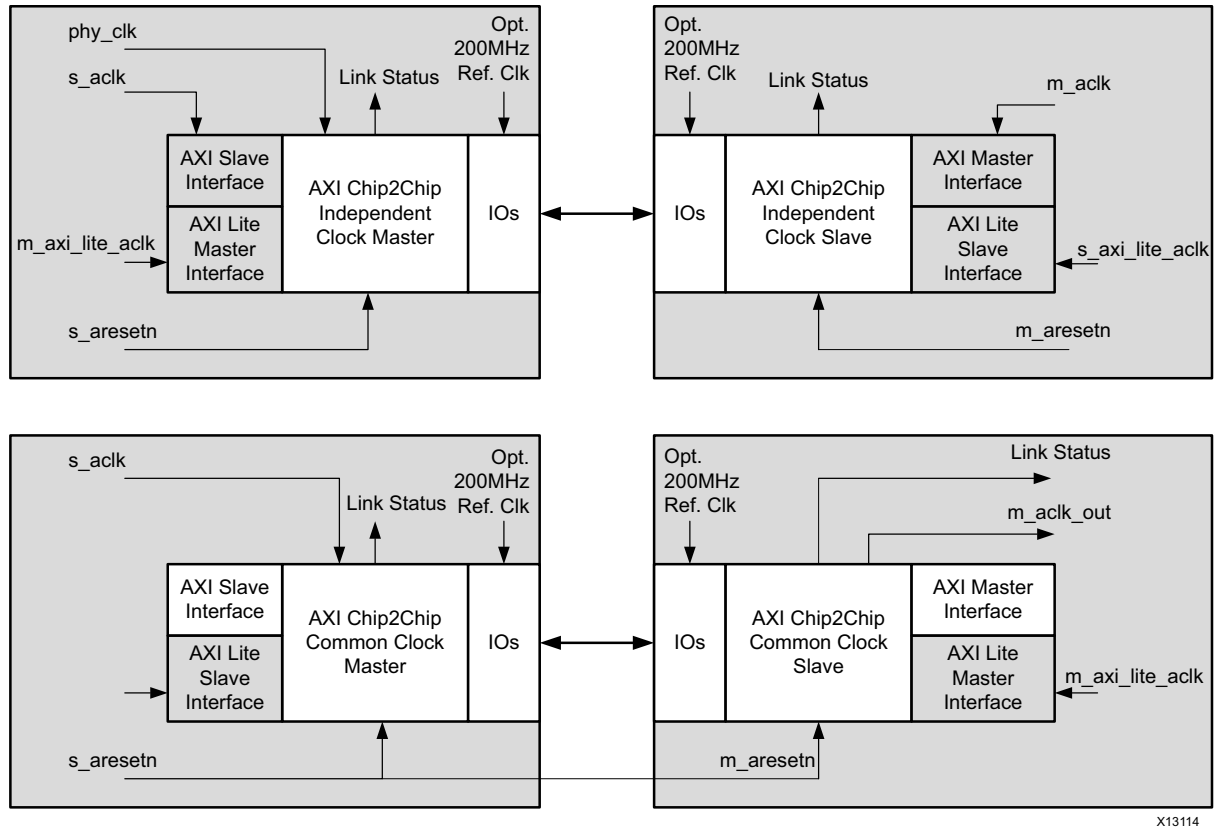 phy_clk
s_aclk
Link Status
Opt.
200MHz
Ref. Clk
AXI Slave
Interface
AXI Lite
Master
Interface
AXI Chip2Chip
Independent
Clock Master
IOs
m_axi_lite_aclk
s_aresetn
Opt.
200MHz
Ref. Clk
Link Status
m_aclk
IOs
AXI Chip2Chip
Independent
Clock Slave
AXI Master
Interface
AXI Lite
Slave
Interface
s_axi_lite_aclk
m_aresetn
s_aclk
Link Status
Opt.
200MHz
Ref. Clk
AXI Slave
Interface
AXI Lite
Slave
Interface
AXI Chip2Chip
Common Clock
Master
IOs
s_aresetn
Opt.
200MHz
Ref. Clk
Link Status
m_aclk_out
IOs
AXI Chip2Chip
Common Clock
Slave
AXI Master
Interface
AXI Lite
Master
Interface
m_axi_lite_aclk
m_aresetn
X13114